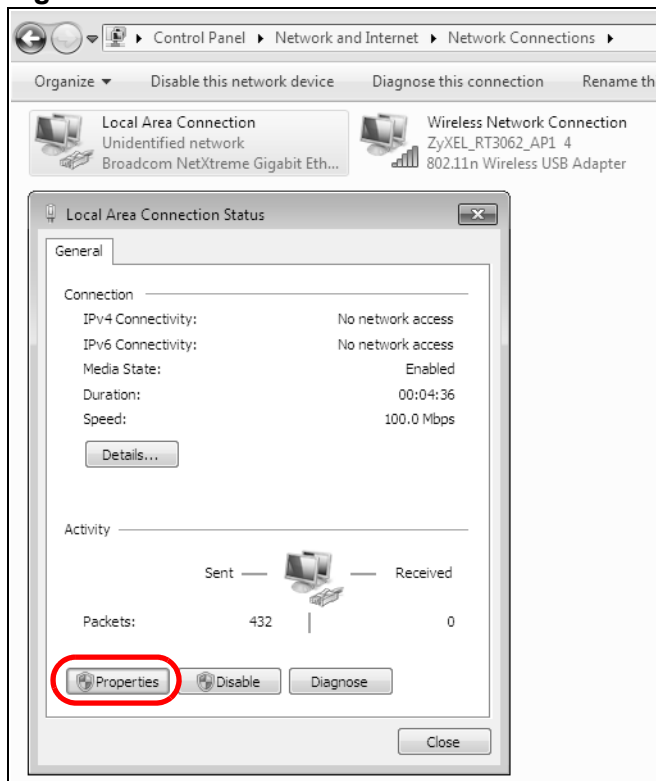 Control Panel ▸ Network and Internet ▸ Network Connections ▸
Organize ▼ Disable this network device Diagnose this connection Rename th
Local Area Connection
Unidentified network
Broadcom NetXtreme Gigabit Eth...
Wireless Network Connection
ZyXEL_RT3062_AP1 4
802.11n Wireless USB Adapter
Local Area Connection Status
General
Connection
IPv4 Connectivity: No network access
IPv6 Connectivity: No network access
Media State: Enabled
Duration: 00:04:36
Speed: 100.0 Mbps
Details...
Activity
Sent Received
Packets: 432 0
Properties Disable Diagnose
Close